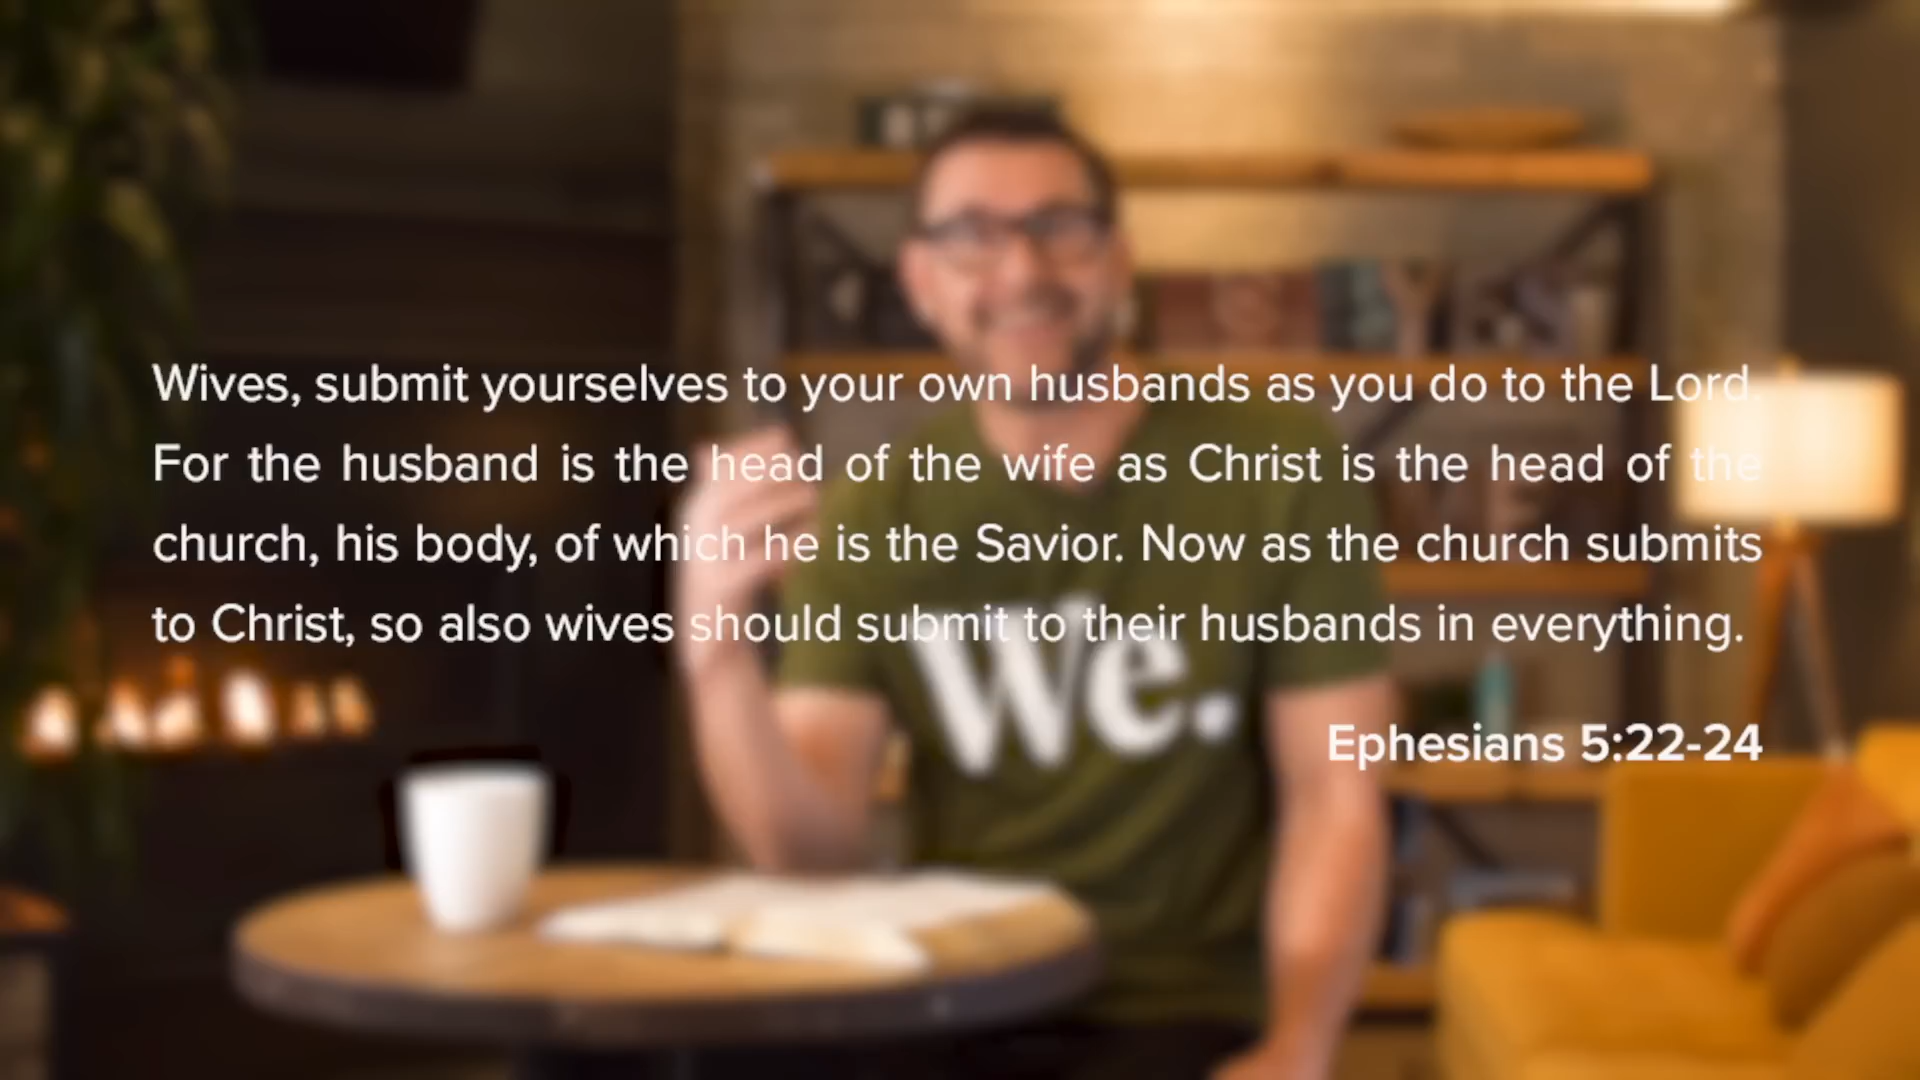 Wives, submit yourselves to your own husbands as you do to the Lord.
For the husband is the head of the wife as Christ is the head of the
church, his body, of which he is the Savior. Now as the church submits
to Christ, so also wives should submit to their husbands in everything.
We.
Ephesians 5:22-24